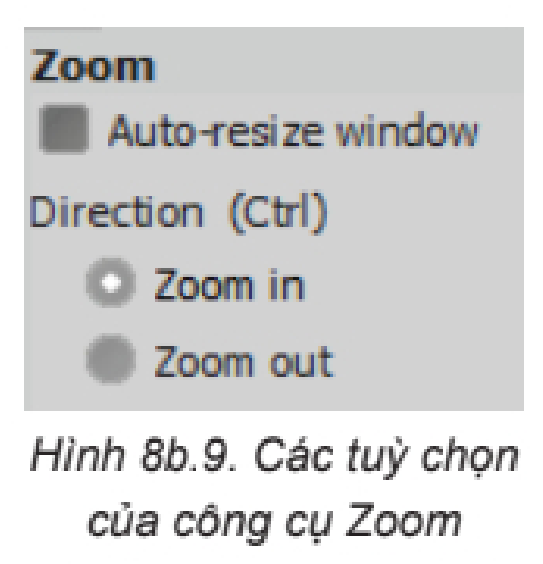 Zoom
Auto-resize window
Direction (Ctrl)
Zoom in
Zoom out
Hình 8b.9. Các tuỳ chọn
của công cụ Zoom